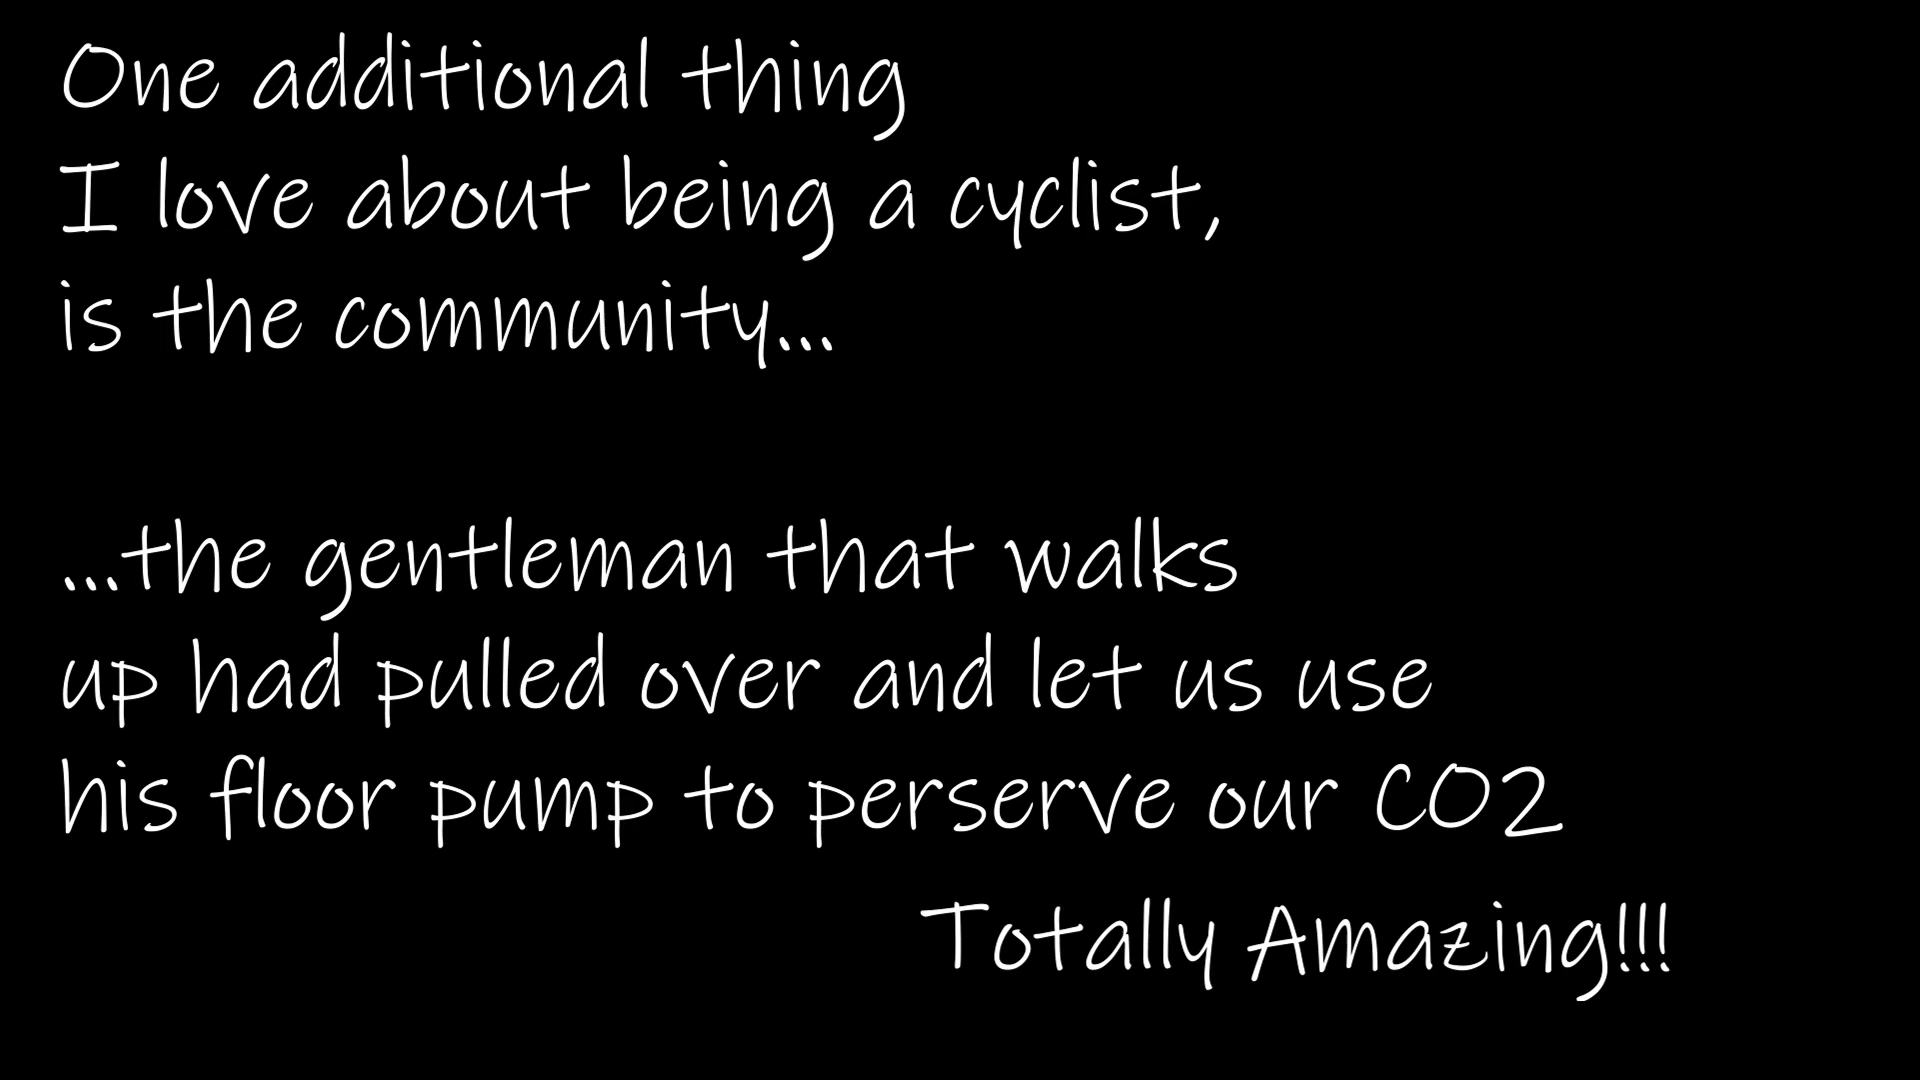 One additional thing
I love about being a cyclist,
is the community...
...the gentleman that walks
up had pulled over and let us use
his floor pump to perserve our CO2
Totally Amazing!!!